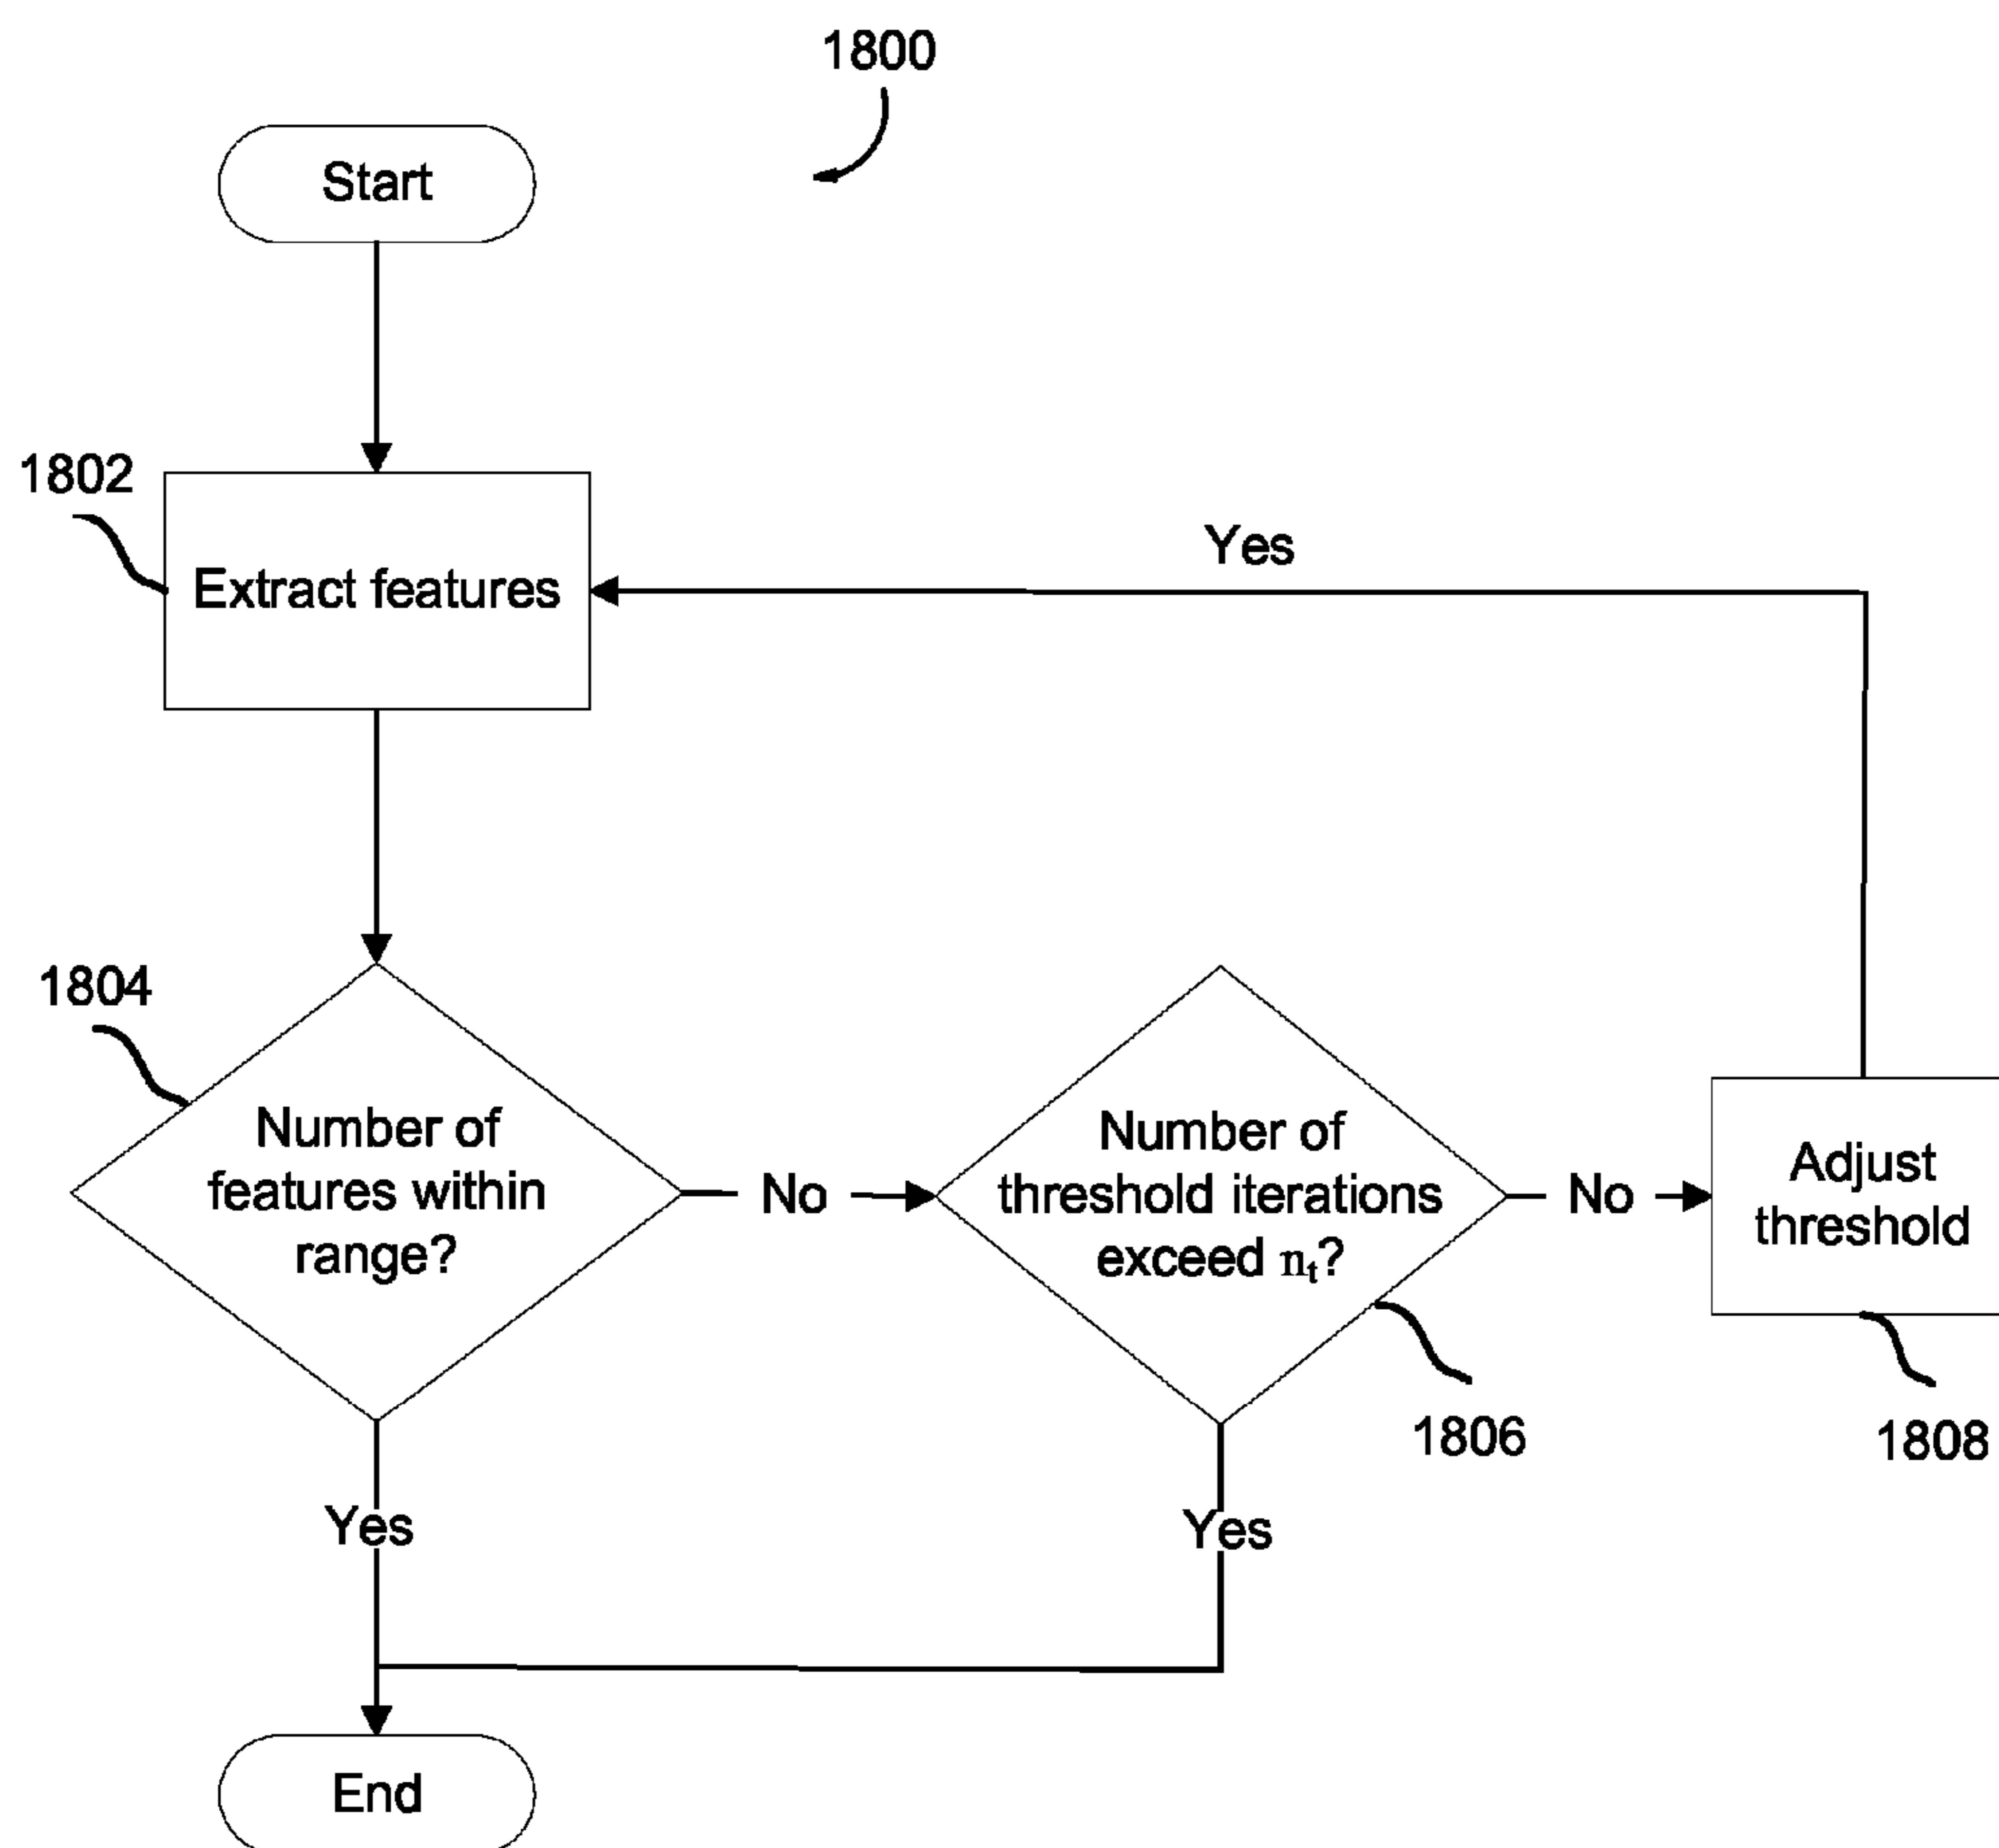 1800
Start
1802
Extract features
Yes
1804
Number of
features within
range?
No
Number of
threshold iterations
exceed nₜ?
No
Adjust
threshold
1806
1808
Yes
Yes
End